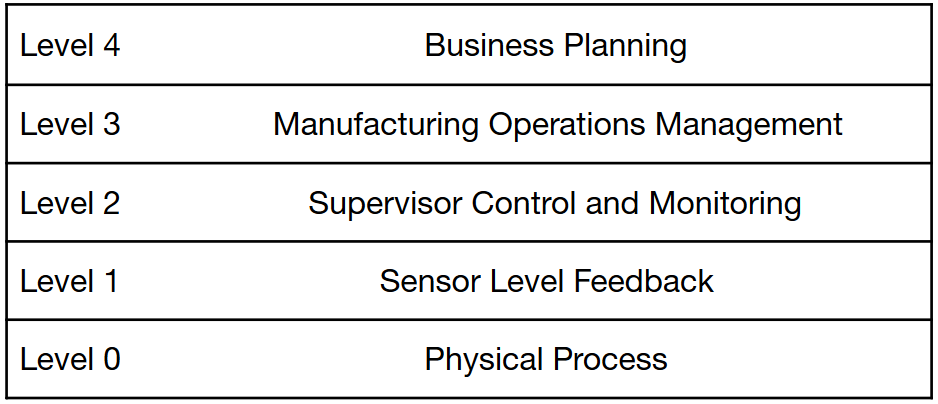 Level 4 Business Planning
Level 3 Manufacturing Operations Management
Level 2 Supervisor Control and Monitoring
Level 1 Sensor Level Feedback
Level 0 Physical Process